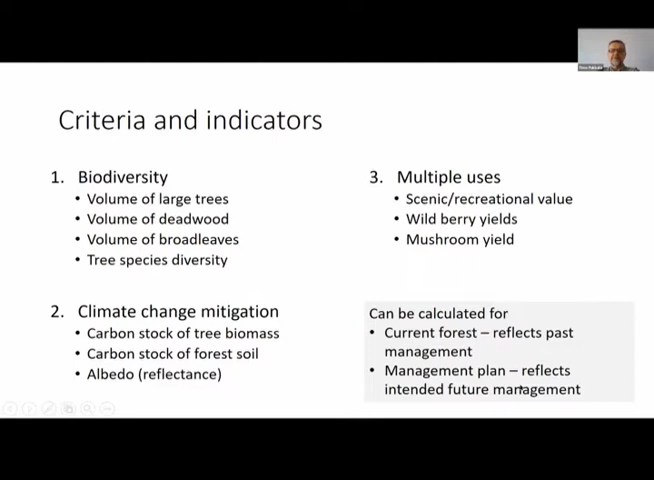 Criteria and indicators
1. Biodiversity
• Volume of large trees
• Volume of deadwood
• Volume of broadleaves
• Tree species diversity
2. Climate change mitigation
• Carbon stock of tree biomass
• Carbon stock of forest soil
• Albedo (reflectance)
3. Multiple uses
• Scenic/recreational value
• Wild berry yields
• Mushroom yield
Can be calculated for
• Current forest – reflects past
management
• Management plan – reflects
intended future management